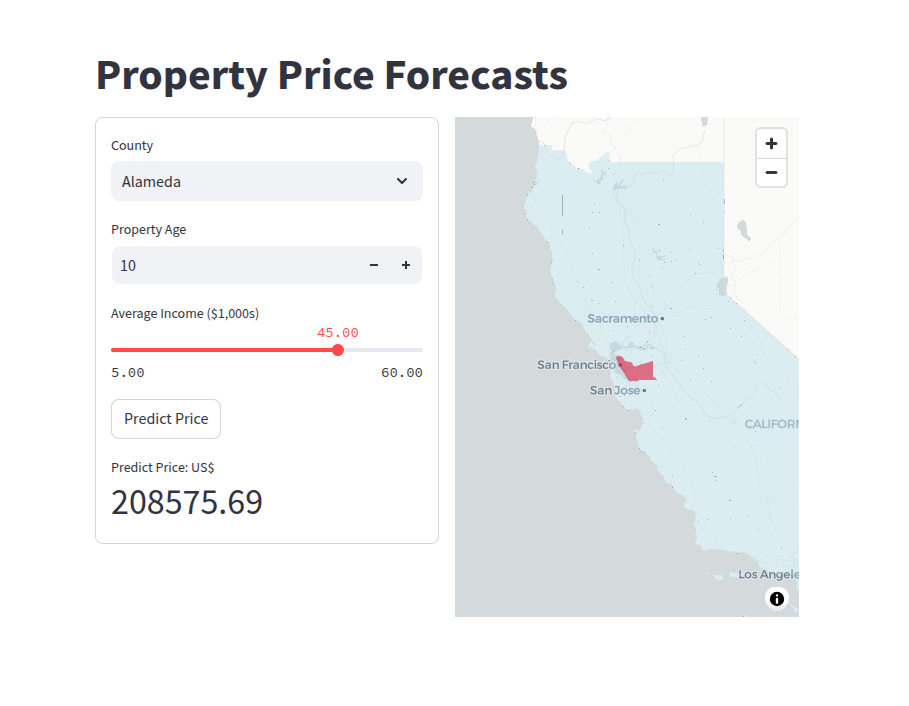 Property Price Forecasts
County
Alameda
Property Age
10
Average Income ($1,000s)
45.00
5.00 60.00
Predict Price
Predict Price: US$
208575.69
Sacramento
San Francisco
San Jose
CALIFORN
Los Angele